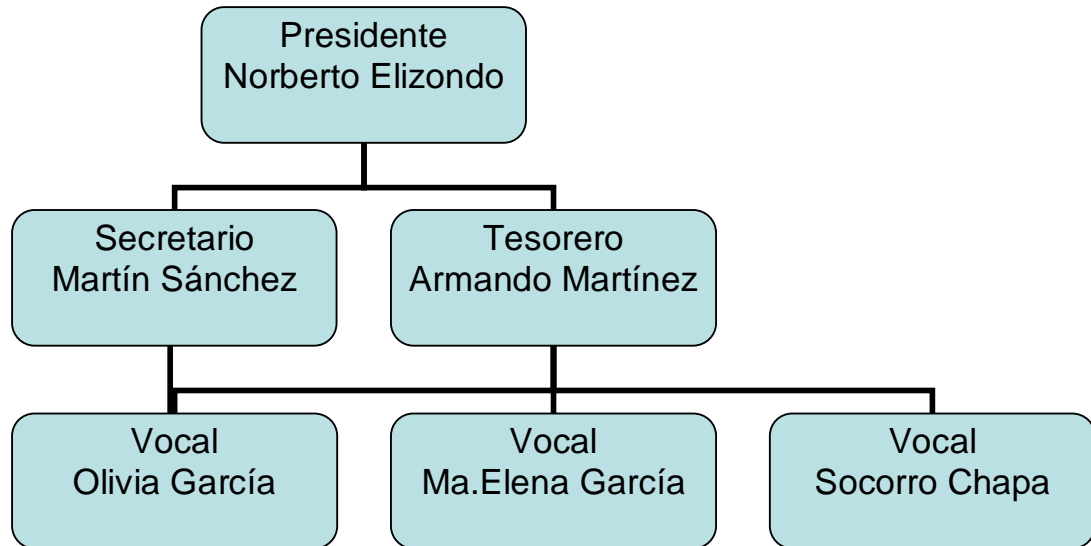 Presidente
Norberto Elizondo
Secretario
Martín Sánchez
Tesorero
Armando Martínez
Vocal
Olivia García
Vocal
Ma.Elena García
Vocal
Socorro Chapa